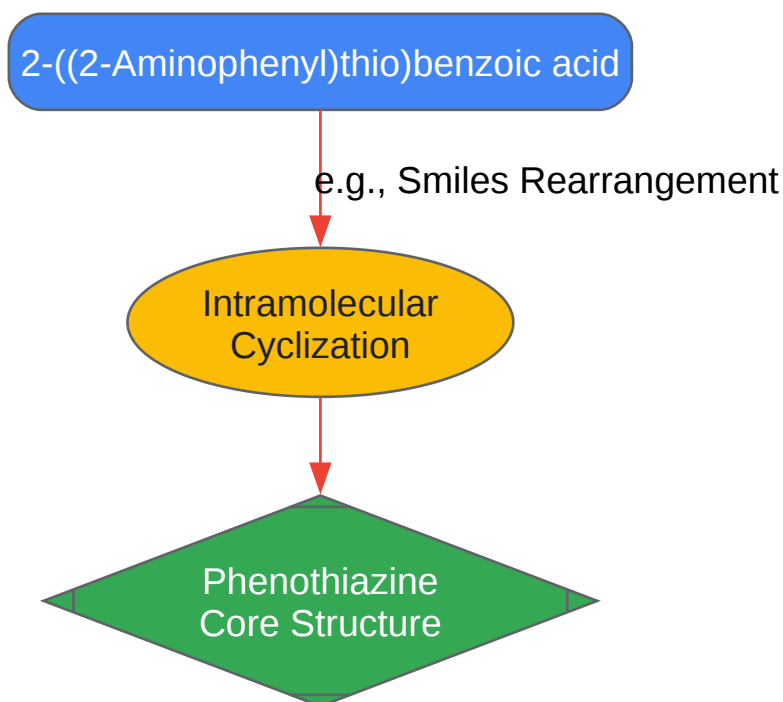 2-((2-Aminophenyl)thio)benzoic acid
e.g., Smiles Rearrangement
Intramolecular
Cyclization
Phenothiazine
Core Structure